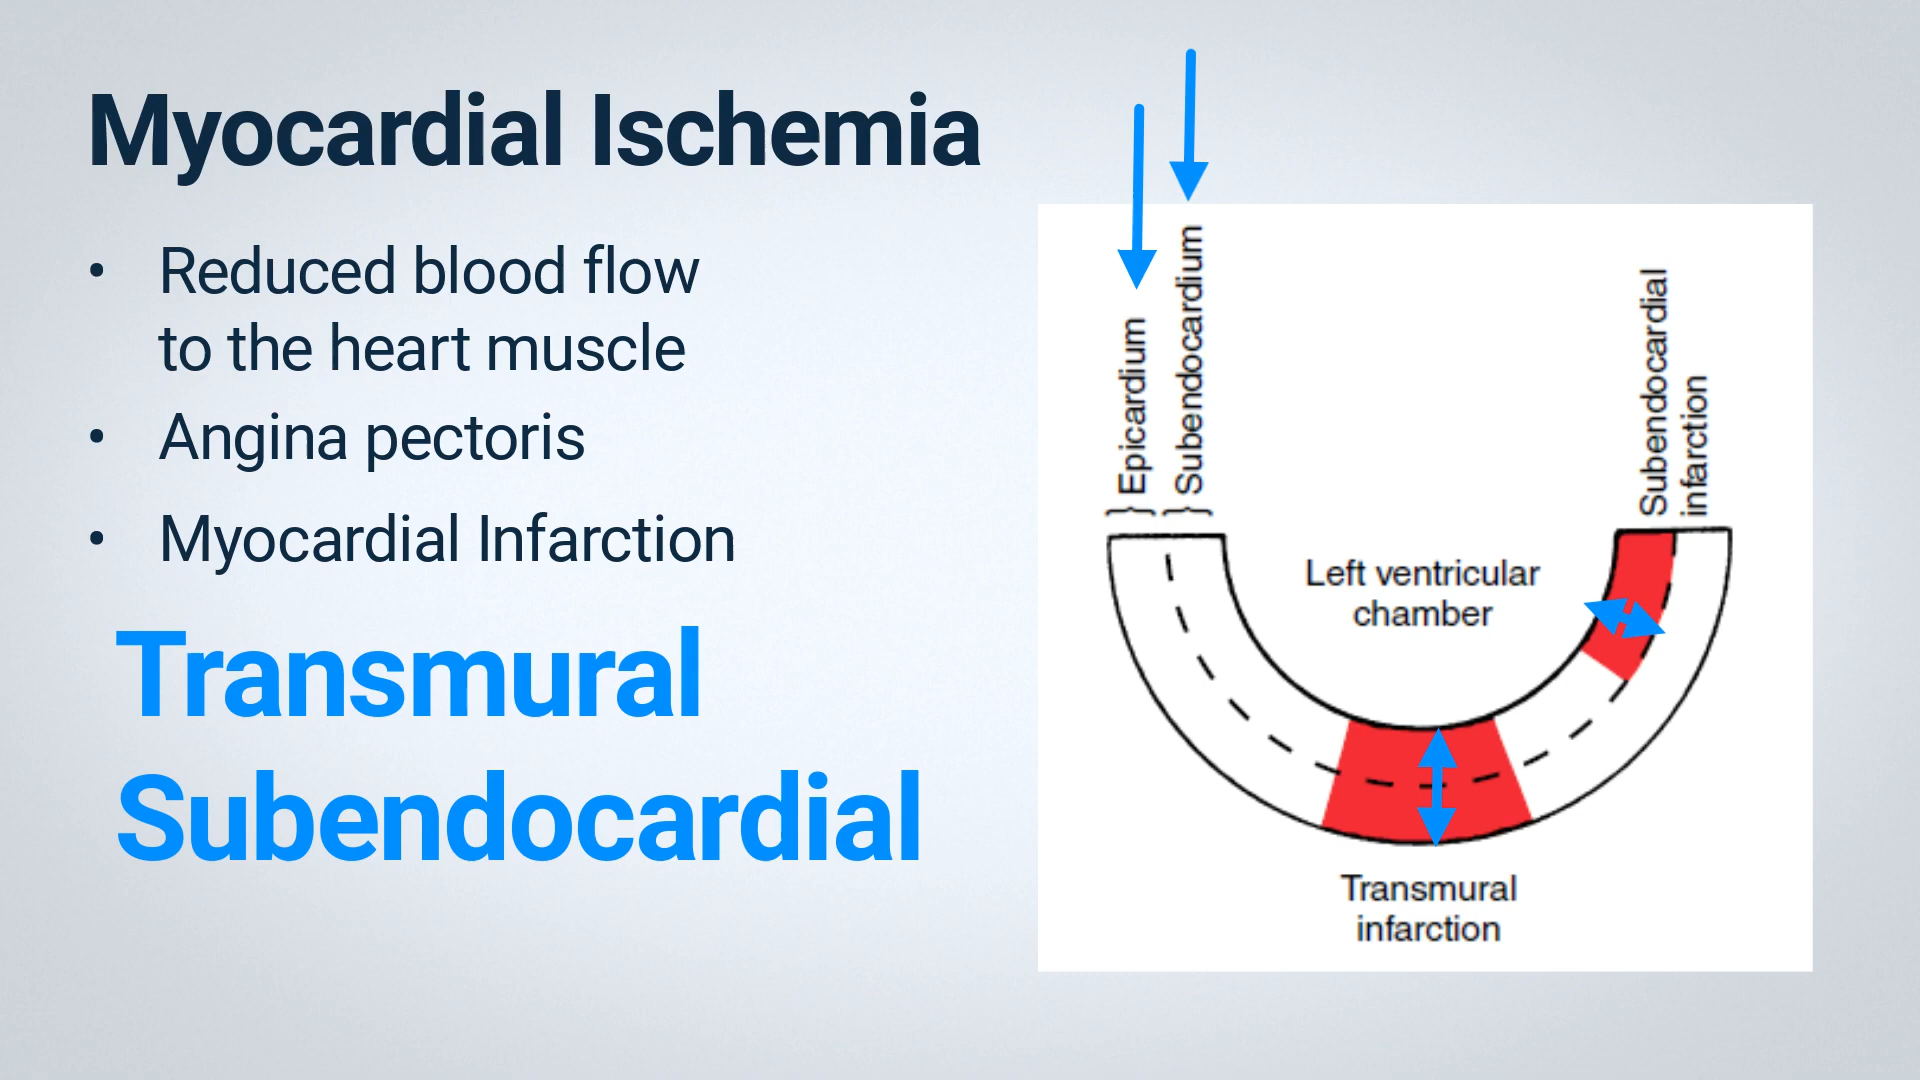 Myocardial Ischemia
• Reduced blood flow
to the heart muscle
• Angina pectoris
• Myocardial Infarction
Transmural
Subendocardial
Epicardium
Subendocardium
Subendocardial
infarction
Left ventricular
chamber
Transmural
infarction